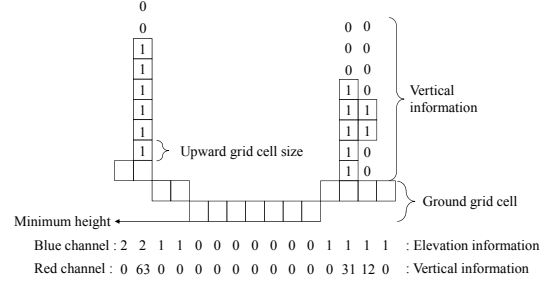 0
0 0 0
1 0 0
1 0 0
1 1 0 Vertical
information
1 1 1
1 1 1
1 Upward grid cell size 1 0
1 0
Ground grid cell
Minimum height
Blue channel : 2 2 1 1 0 0 0 0 0 0 0 1 1 1 1 : Elevation information
Red channel : 0 63 0 0 0 0 0 0 0 0 0 0 31 12 0 : Vertical information